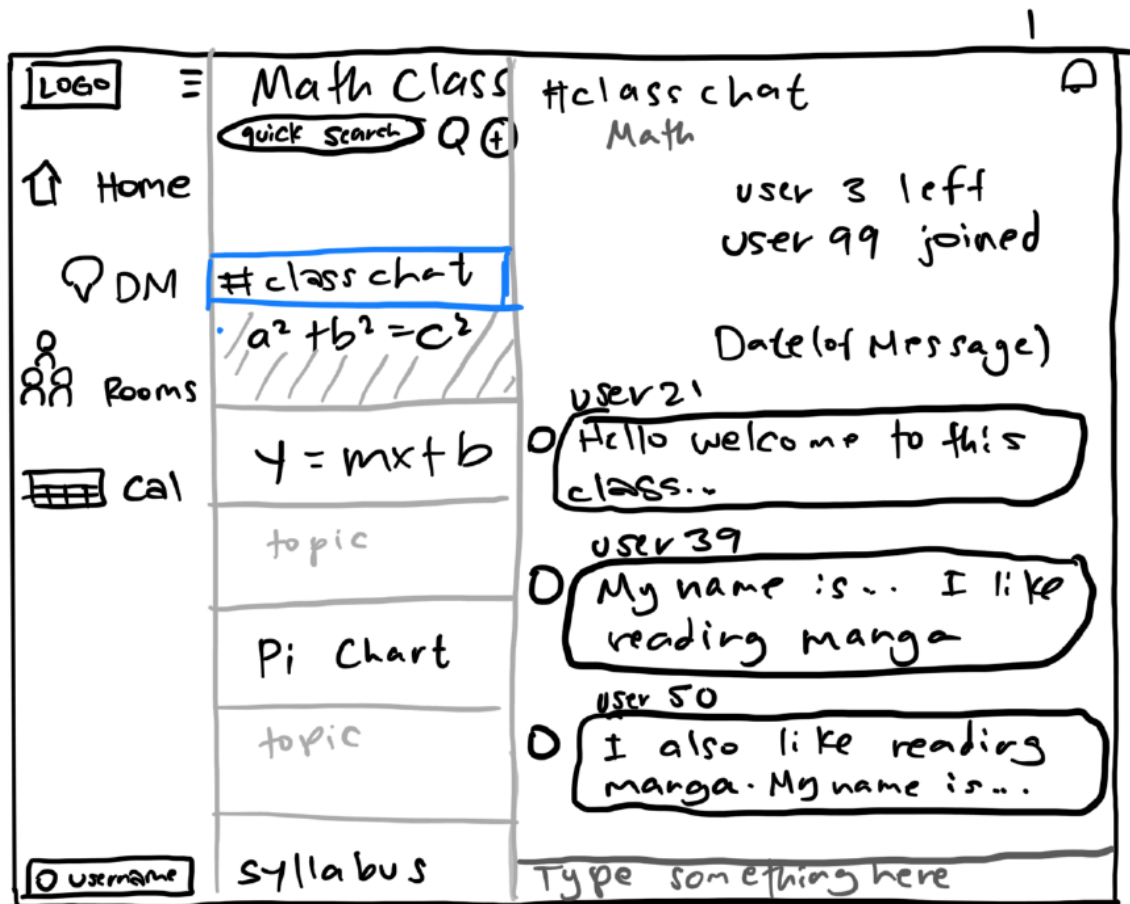 LOGO
Home
DM
Rooms
Cal
username
Math Class
quick search
#class chat
a² + b² = c²
y = mx + b
topic
Pi Chart
topic
syllabus
#class chat
Math
user 3 left
user 99 joined
Date(of Message)
user 21
Hello welcome to this
class..
user 39
My name is... I like
reading manga
user 50
I also like reading
manga. My name is...
Type something here